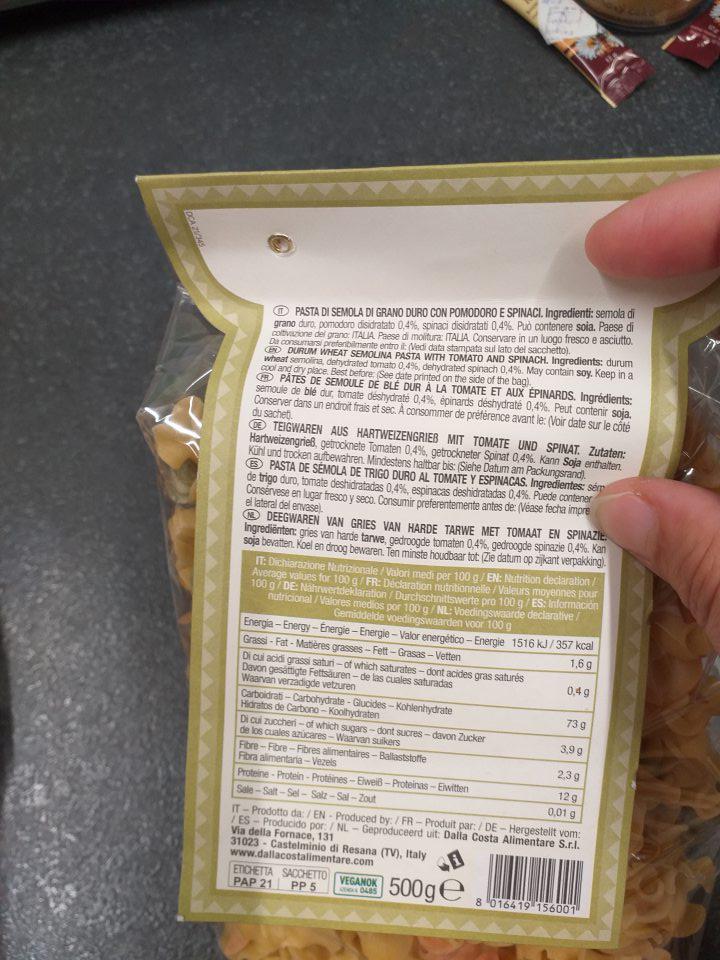 DCA 21/345
IT PASTA DI SEMOLA DI GRANO DURO CON POMODORO E SPINACI. Ingredienti: semola di
grano duro, pomodoro disidratato 0,4%, spinaci disidratati 0,4%. Può contenere soia. Paese di
coltivazione del grano: ITALIA. Paese di molitura: ITALIA. Conservare in un luogo fresco e asciutto.
Da consumarsi preferibilmente entro il: (Vedi data stampata sul lato del sacchetto).
EN DURUM WHEAT SEMOLINA PASTA WITH TOMATO AND SPINACH. Ingredients: durum
wheat semolina, dehydrated tomato 0,4%, dehydrated spinach 0,4%. May contain soy. Keep in a
cool and dry place. Best before: (See date printed on the side of the bag).
FR PÂTES DE SEMOULE DE BLÉ DUR À LA TOMATE ET AUX ÉPINARDS. Ingrédients:
semoule de blé dur, tomate déshydraté 0,4%, épinards déshydraté 0,4%. Peut contenir soja.
Conserver dans un endroit frais et sec. À consommer de préférence avant le: (Voir date sur le côté
du sachet).
DE TEIGWAREN AUS HARTWEIZENGRIEß MIT TOMATE UND SPINAT. Zutaten:
Hartweizengrieß, getrocknete Tomaten 0,4%, getrockneter Spinat 0,4%. Kann Soja enthalten.
Kühl und trocken aufbewahren. Mindestens haltbar bis: (Siehe Datum am Packungsrand).
ES PASTA DE SÉMOLA DE TRIGO DURO AL TOMATE Y ESPINACAS. Ingredientes: sém
de trigo duro, tomate deshidratadas 0,4%, espinacas deshidratadas 0,4%. Puede contener
Consérvese en lugar fresco y seco. Consumir preferentemente antes de: (Véase fecha impre
el lateral del envase).
NL DEEGWAREN VAN GRIES VAN HARDE TARWE MET TOMAAT EN SPINAZIE.
Ingrediënten: gries van harde tarwe, gedroogde tomaten 0,4%, gedroogde spinazie 0,4%. Kan
soja bevatten. Koel en droog bewaren. Ten minste houdbaar tot: (Zie datum op zijkant verpakking).
IT: Dichiarazione Nutrizionale / Valori medi per 100 g / EN: Nutrition declaration /
Average values for 100 g / FR: Déclaration nutritionnelle / Valeurs moyennes pour
100 g / DE: Nährwertdeklaration / Durchschnittswerte pro 100 g / ES: Información
nutricional / Valores medios por 100 g / NL: Voedingswaarde declarative /
Gemiddelde voedingswaarden voor 100 g
Energia – Energy – Énergie – Energie – Valor energético – Energie 1516 kJ / 357 kcal
Grassi - Fat - Matières grasses – Fett – Grasas – Vetten 1,6 g
Di cui acidi grassi saturi – of which saturates – dont acides gras saturés
Davon gesättigte Fettsäuren – de las cuales saturadas
Waarvan verzadigde vetzuren 0,4 g
Carboidrati – Carbohydrate - Glucides – Kohlenhydrate
Hidratos de Carbono – Koolhydraten 73 g
Di cui zuccheri – of which sugars – dont sucres – davon Zucker
de los cuales azúcares – Waarvan suikers 3,9 g
Fibre – Fibre – Fibres alimentaires – Ballaststoffe
Fibra alimentaria – Vezels 2,3 g
Proteine - Protein - Protéines – Eiweiß – Proteinas – Eiwitten 12 g
Sale – Salt – Sel – Salz – Sal – Zout 0,01 g
IT – Prodotto da: / EN - Produced by: / FR – Produit par: / DE – Hergestellt vom:
/ ES – Producido por: / NL – Geproduceerd uit: Dalla Costa Alimentare S.r.l.
Via della Fornace, 131
31023 - Castelminio di Resana (TV), Italy
www.dallacostalimentare.com
ETICHETTA SACCHETTO
PAP 21 PP 5
VEGANOK
AZIENDA N. 0485
500g e
8 016419 156001